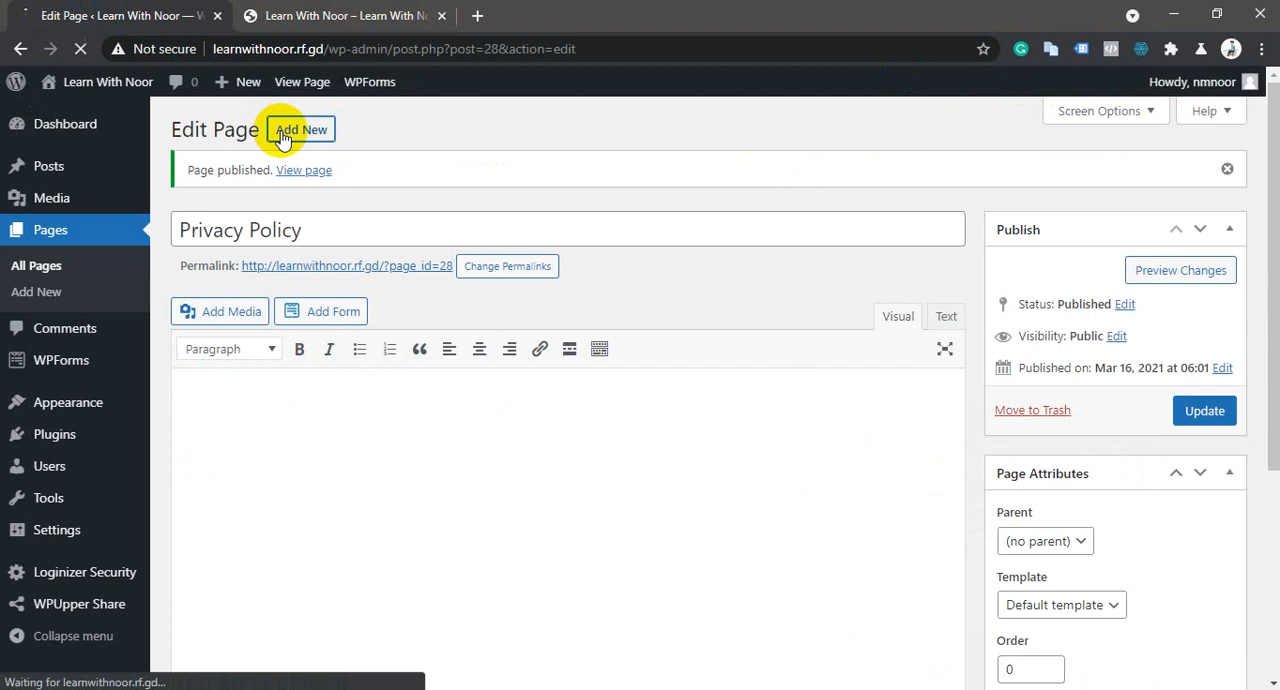 Edit Page ‹ Learn With Noor — W
Learn With Noor – Learn With N
Not secure learnwithnoor.rf.gd/wp-admin/post.php?post=28&action=edit
Learn With Noor 0 New View Page WPForms Howdy, nmnoor
Screen Options Help
Dashboard
Posts
Media
Pages
All Pages
Add New
Comments
WPForms
Appearance
Plugins
Users
Tools
Settings
Loginizer Security
WPUpper Share
Collapse menu
Edit Page Add New
Page published. View page
Privacy Policy
Permalink: http://learnwithnoor.rf.gd/?page_id=28 Change Permalinks
Add Media Add Form
Visual Text
Paragraph
Publish
Preview Changes
Status: Published Edit
Visibility: Public Edit
Published on: Mar 16, 2021 at 06:01 Edit
Move to Trash Update
Page Attributes
Parent
(no parent)
Template
Default template
Order
0
Waiting for learnwithnoor.rf.gd...